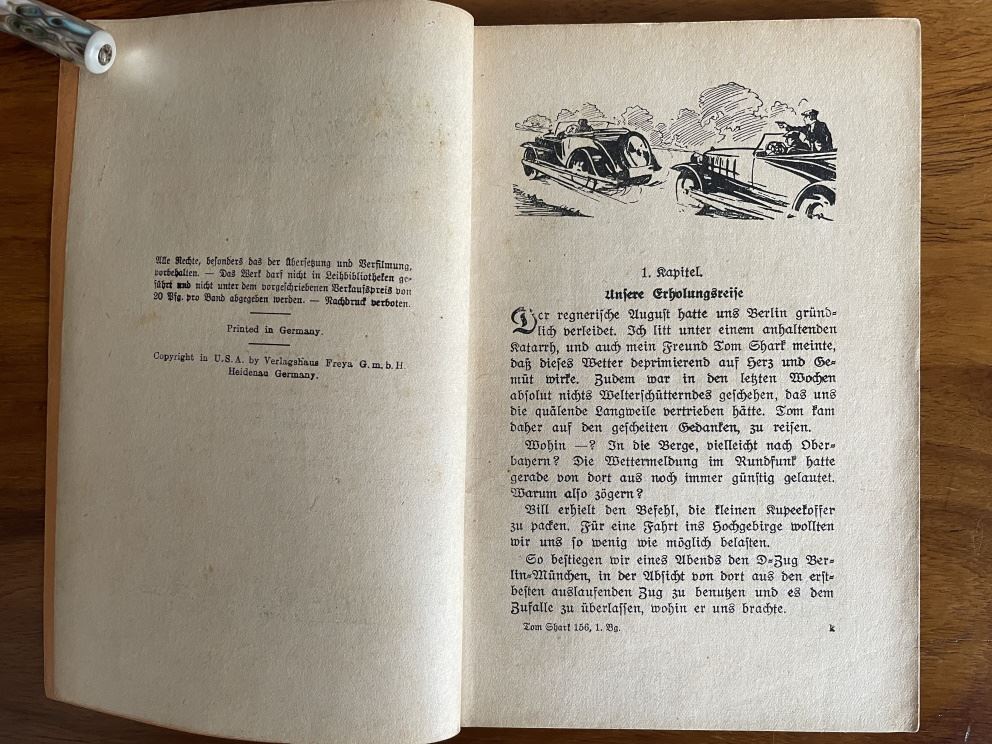 Alle Rechte, besonders das der Übersetzung und Verfilmung,
vorbehalten. — Das Werk darf nicht in Leihbibliotheken ge-
führt und nicht unter dem vorgeschriebenen Verkaufspreis von
20 Pfg. pro Band abgegeben werden. — Nachdruck verboten.
Printed in Germany.
Copyright in U.S.A. by Verlagshaus Freya G.m.b.H.
Heidenau Germany.
1. Kapitel.
Unsere Erholungsreise
Der regnerische August hatte uns Berlin gründ-
lich verleidet. Ich litt unter einem anhaltenden
Katarrh, und auch mein Freund Tom Shark meinte,
daß dieses Wetter deprimierend auf Herz und Ge-
müt wirke. Zudem war in den letzten Wochen
absolut nichts Welterschütterndes geschehen, das uns
die quälende Langweile vertrieben hätte. Tom kam
daher auf den gescheiten Gedanken, zu reisen.
Wohin —? In die Berge, vielleicht nach Ober-
bayern? Die Wettermeldung im Rundfunk hatte
gerade von dort aus noch immer günstig gelautet.
Warum also zögern?
Bill erhielt den Befehl, die kleinen Kupeekoffer
zu packen. Für eine Fahrt ins Hochgebirge wollten
wir uns so wenig wie möglich belasten.
So bestiegen wir eines Abends den D-Zug Ber-
lin-München, in der Absicht von dort aus den erst-
besten auslaufenden Zug zu benutzen und es dem
Zufalle zu überlassen, wohin er uns brachte.
Tom Shark 156, 1. Bg. k